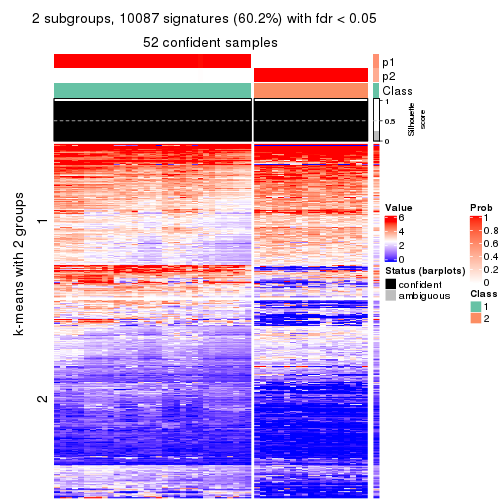 2 subgroups, 10087 signatures (60.2%) with fdr < 0.05
52 confident samples
p1
p2
Class
1
0.5
0
Silhouette
score
k-means with 2 groups
1
2
Value
6
4
2
0
Status (barplots)
confident
ambiguous
Prob
1
0.8
0.6
0.4
0.2
0
Class
1
2